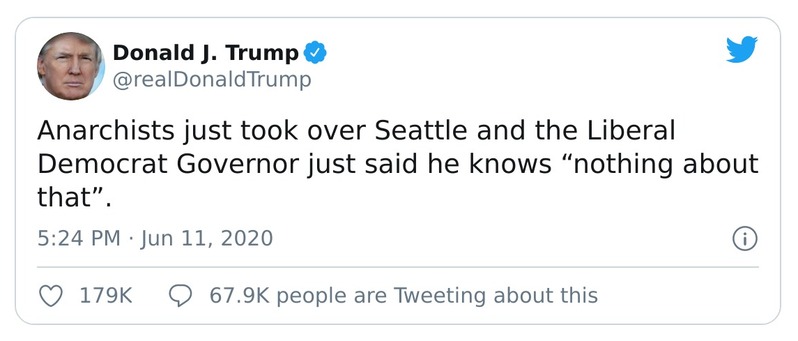 Donald J. Trump
@realDonaldTrump
Anarchists just took over Seattle and the Liberal
Democrat Governor just said he knows “nothing about
that”.
5:24 PM · Jun 11, 2020
179K 67.9K people are Tweeting about this